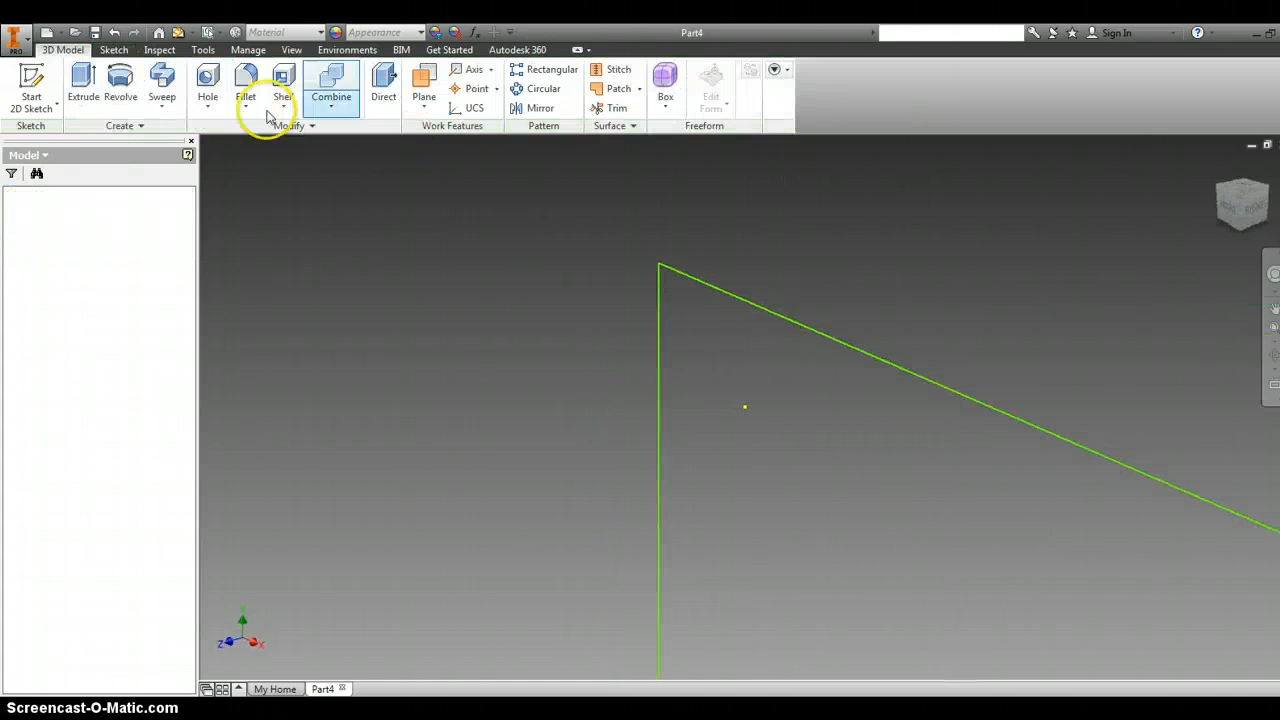 Material
Appearance
fx
Part4
Sign In
PRO
3D Model
Sketch
Inspect
Tools
Manage
View
Environments
BIM
Get Started
Autodesk 360
Start
2D Sketch
Extrude
Revolve
Sweep
Hole
Fillet
Shell
Combine
Direct
Plane
Axis
Point
UCS
Rectangular
Circular
Mirror
Stitch
Patch
Trim
Box
Edit
Form
Sketch
Create
Modify
Work Features
Pattern
Surface
Freeform
Model
Z
X
My Home
Part4
Screencast-O-Matic.com